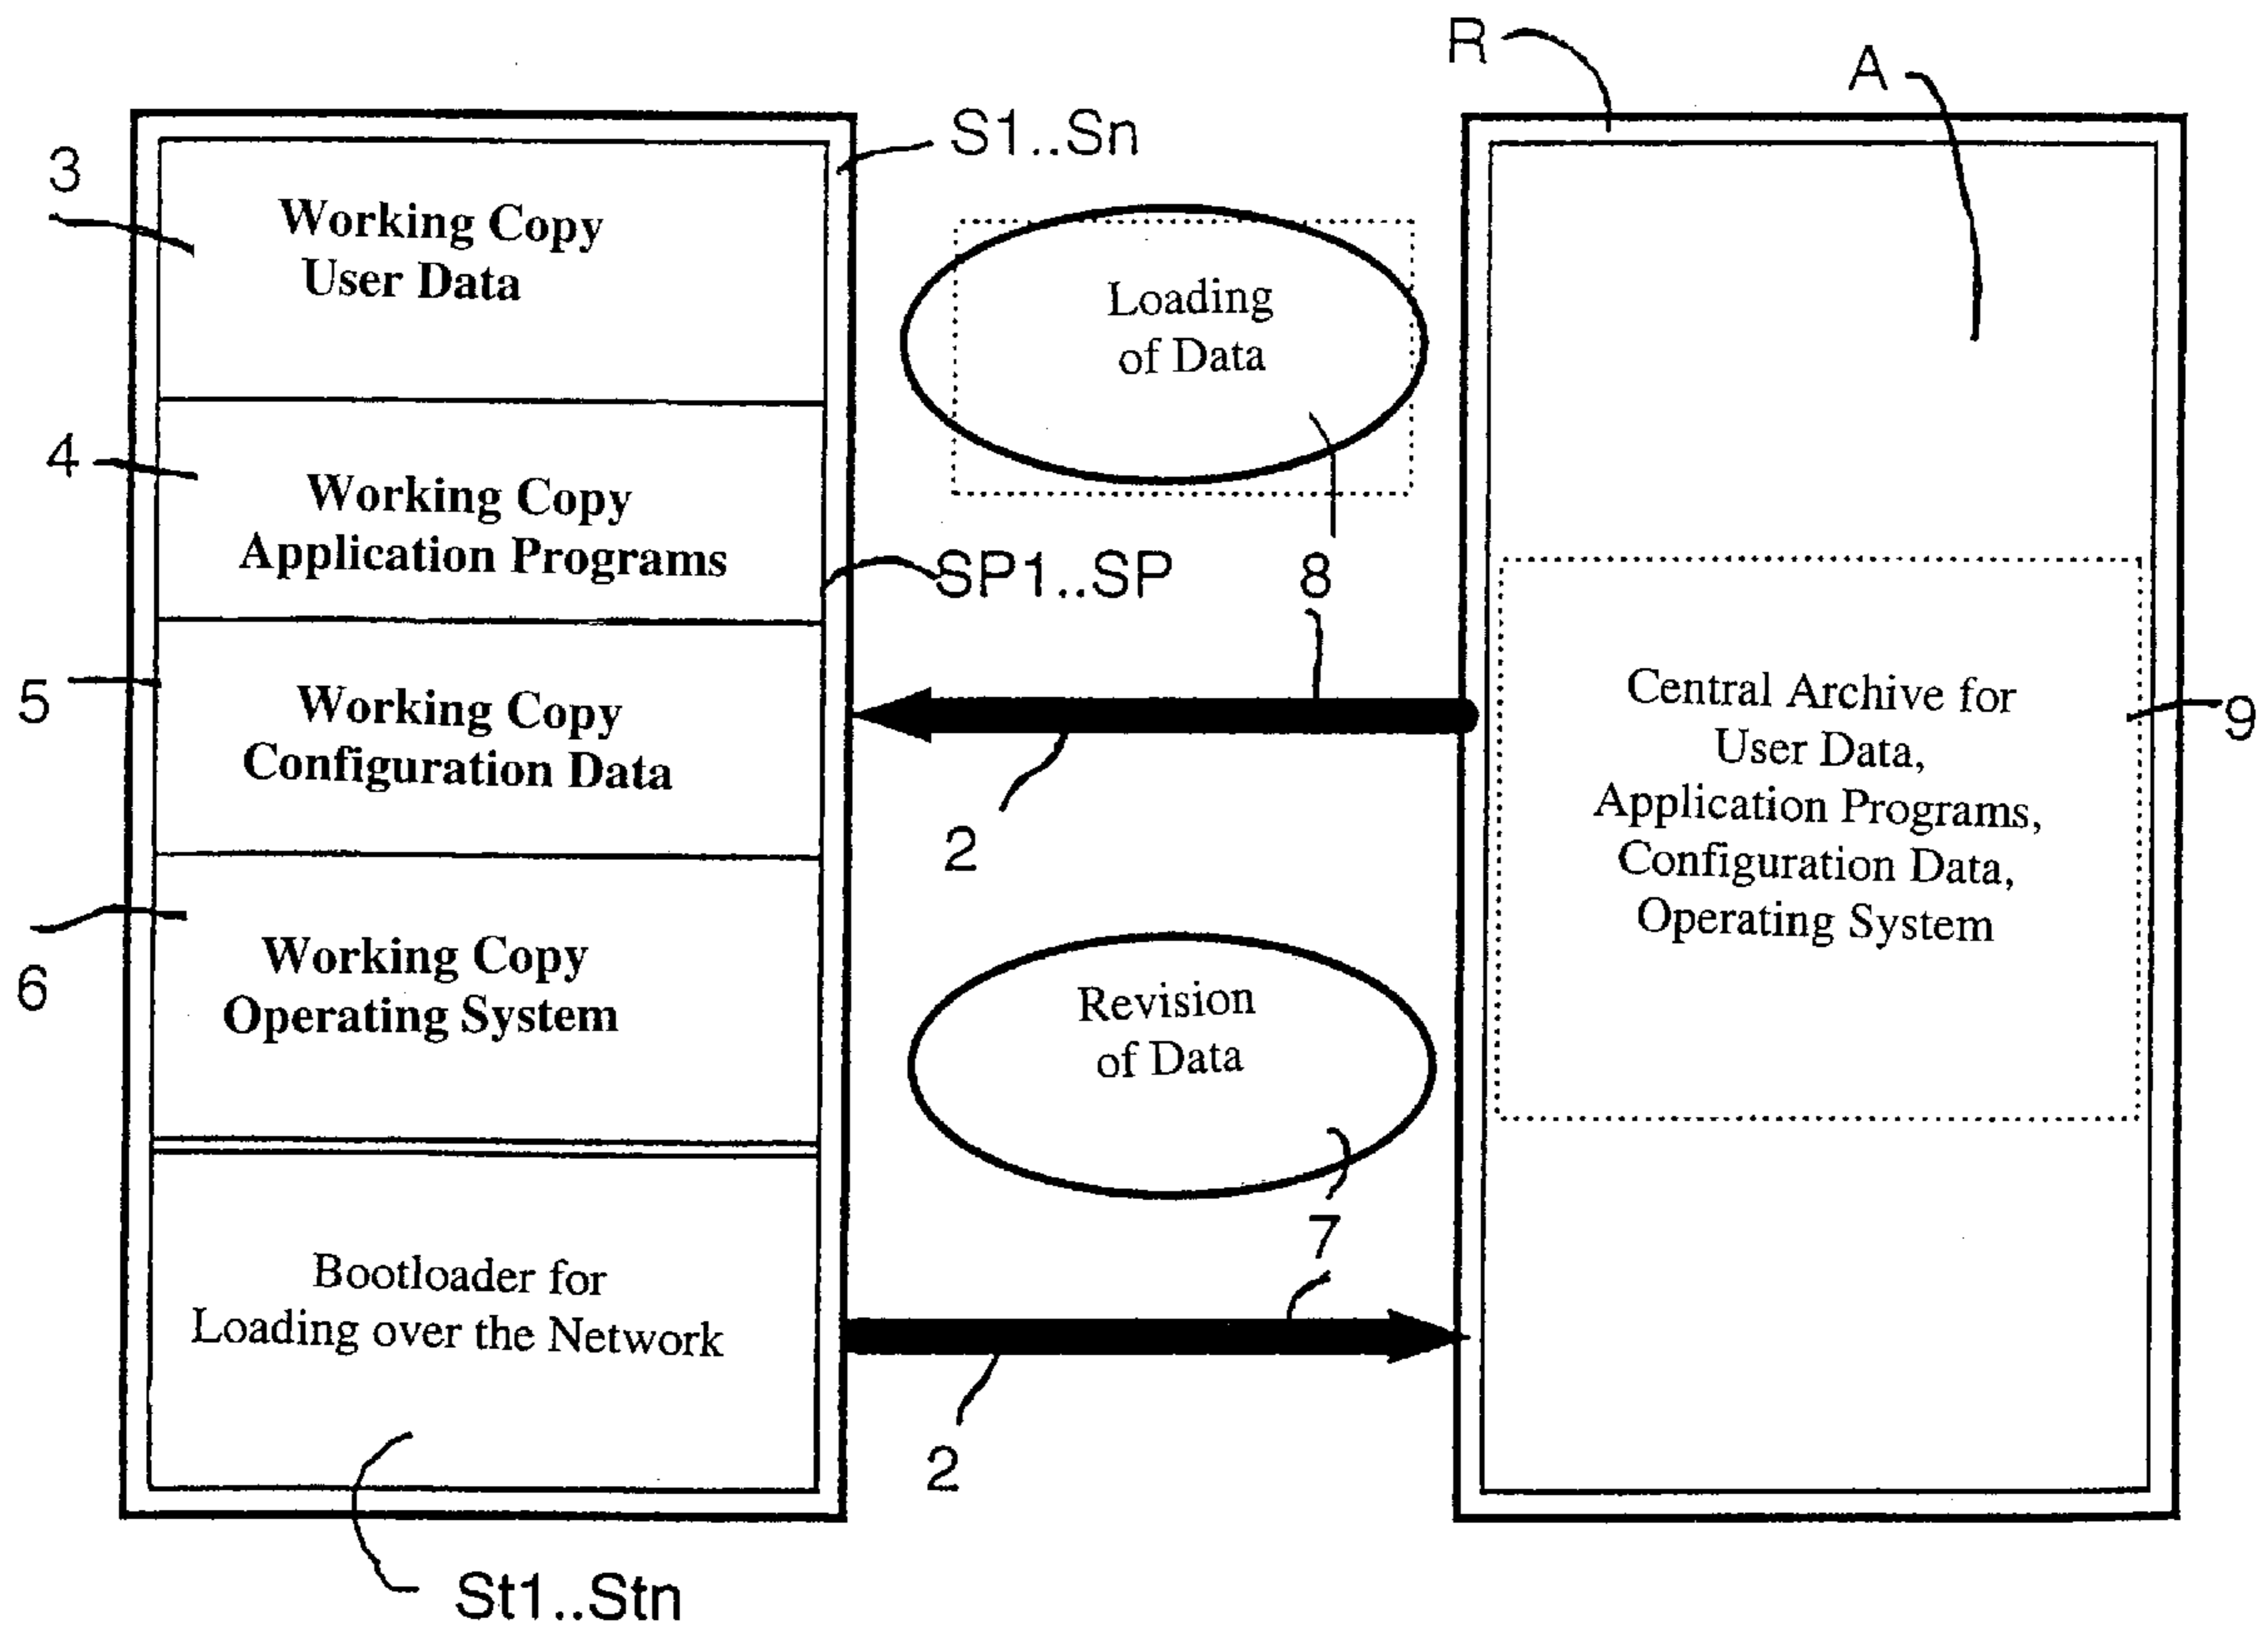 R
A
S1..Sn
3
Working Copy
User Data
Loading
of Data
4
Working Copy
Application Programs
SP1..SP
8
5
Working Copy
Configuration Data
2
Central Archive for
User Data,
Application Programs,
Configuration Data,
Operating System
9
6
Working Copy
Operating System
Revision
of Data
7
Bootloader for
Loading over the Network
2
St1..Stn